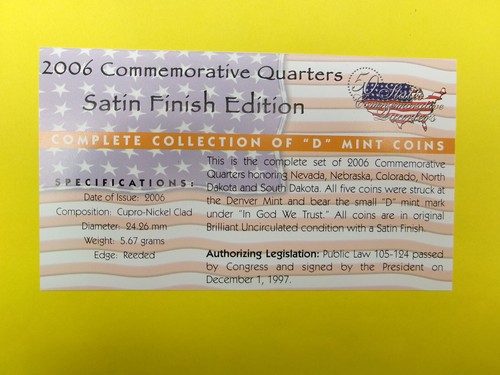 2006 Commemorative Quarters
Satin Finish Edition
50 State
Commemorative
Quarters
COMPLETE COLLECTION OF "D" MINT COINS
SPECIFICATIONS:
Date of Issue: 2006
Composition: Cupro-Nickel Clad
Diameter: 24.26 mm
Weight: 5.67 grams
Edge: Reeded
This is the complete set of 2006 Commemorative
Quarters honoring Nevada, Nebraska, Colorado, North
Dakota and South Dakota. All five coins were struck at
the Denver Mint and bear the small "D" mint mark
under "In God We Trust." All coins are in original
Brilliant Uncirculated condition with a Satin Finish.
Authorizing Legislation: Public Law 105-124 passed
by Congress and signed by the President on
December 1, 1997.